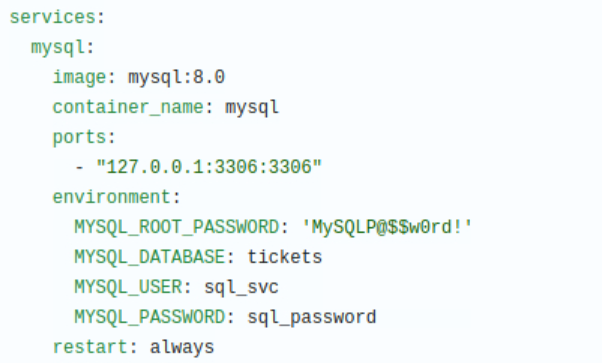 services:
  mysql:
    image: mysql:8.0
    container_name: mysql
    ports:
      - "127.0.0.1:3306:3306"
    environment:
      MYSQL_ROOT_PASSWORD: 'MySQLP@$$w0rd!'
      MYSQL_DATABASE: tickets
      MYSQL_USER: sql_svc
      MYSQL_PASSWORD: sql_password
    restart: always